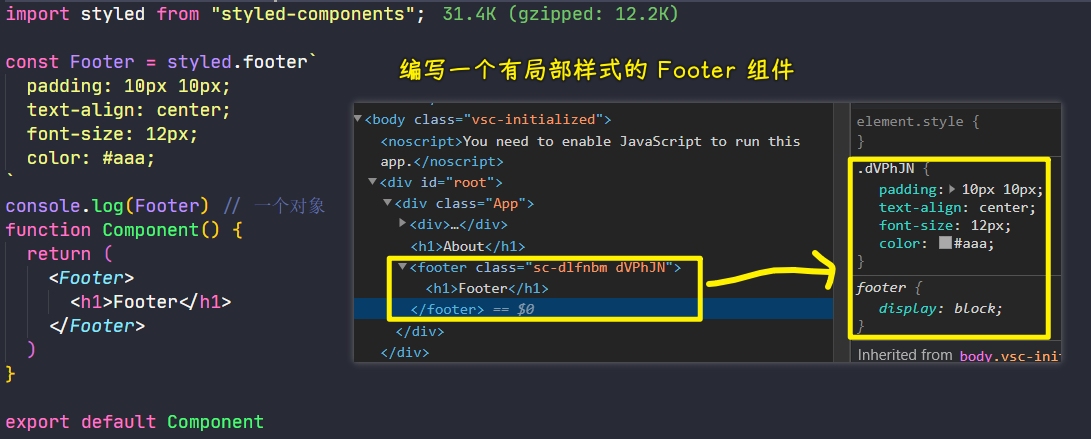 import styled from "styled-components"; 31.4K (gzipped: 12.2K)
const Footer = styled.footer`
padding: 10px 10px;
text-align: center;
font-size: 12px;
color: #aaa;
`
console.log(Footer) // 一个对象
function Component() {
return (
<Footer>
<h1>Footer</h1>
</Footer>
)
}
export default Component
编写一个有局部样式的 Footer 组件
<body class="vsc-initialized">
<noscript>You need to enable JavaScript to run this
app.</noscript>
<div id="root">
<div class="App">
<div>…</div>
<h1>About</h1>
<footer class="sc-dlfnbm dVPhJN">
<h1>Footer</h1>
</footer> == $0
</div>
</div>
element.style {
}
.dVPhJN {
padding: 10px 10px;
text-align: center;
font-size: 12px;
color: #aaa;
}
footer {
display: block;
}
Inherited from body.vsc-ini